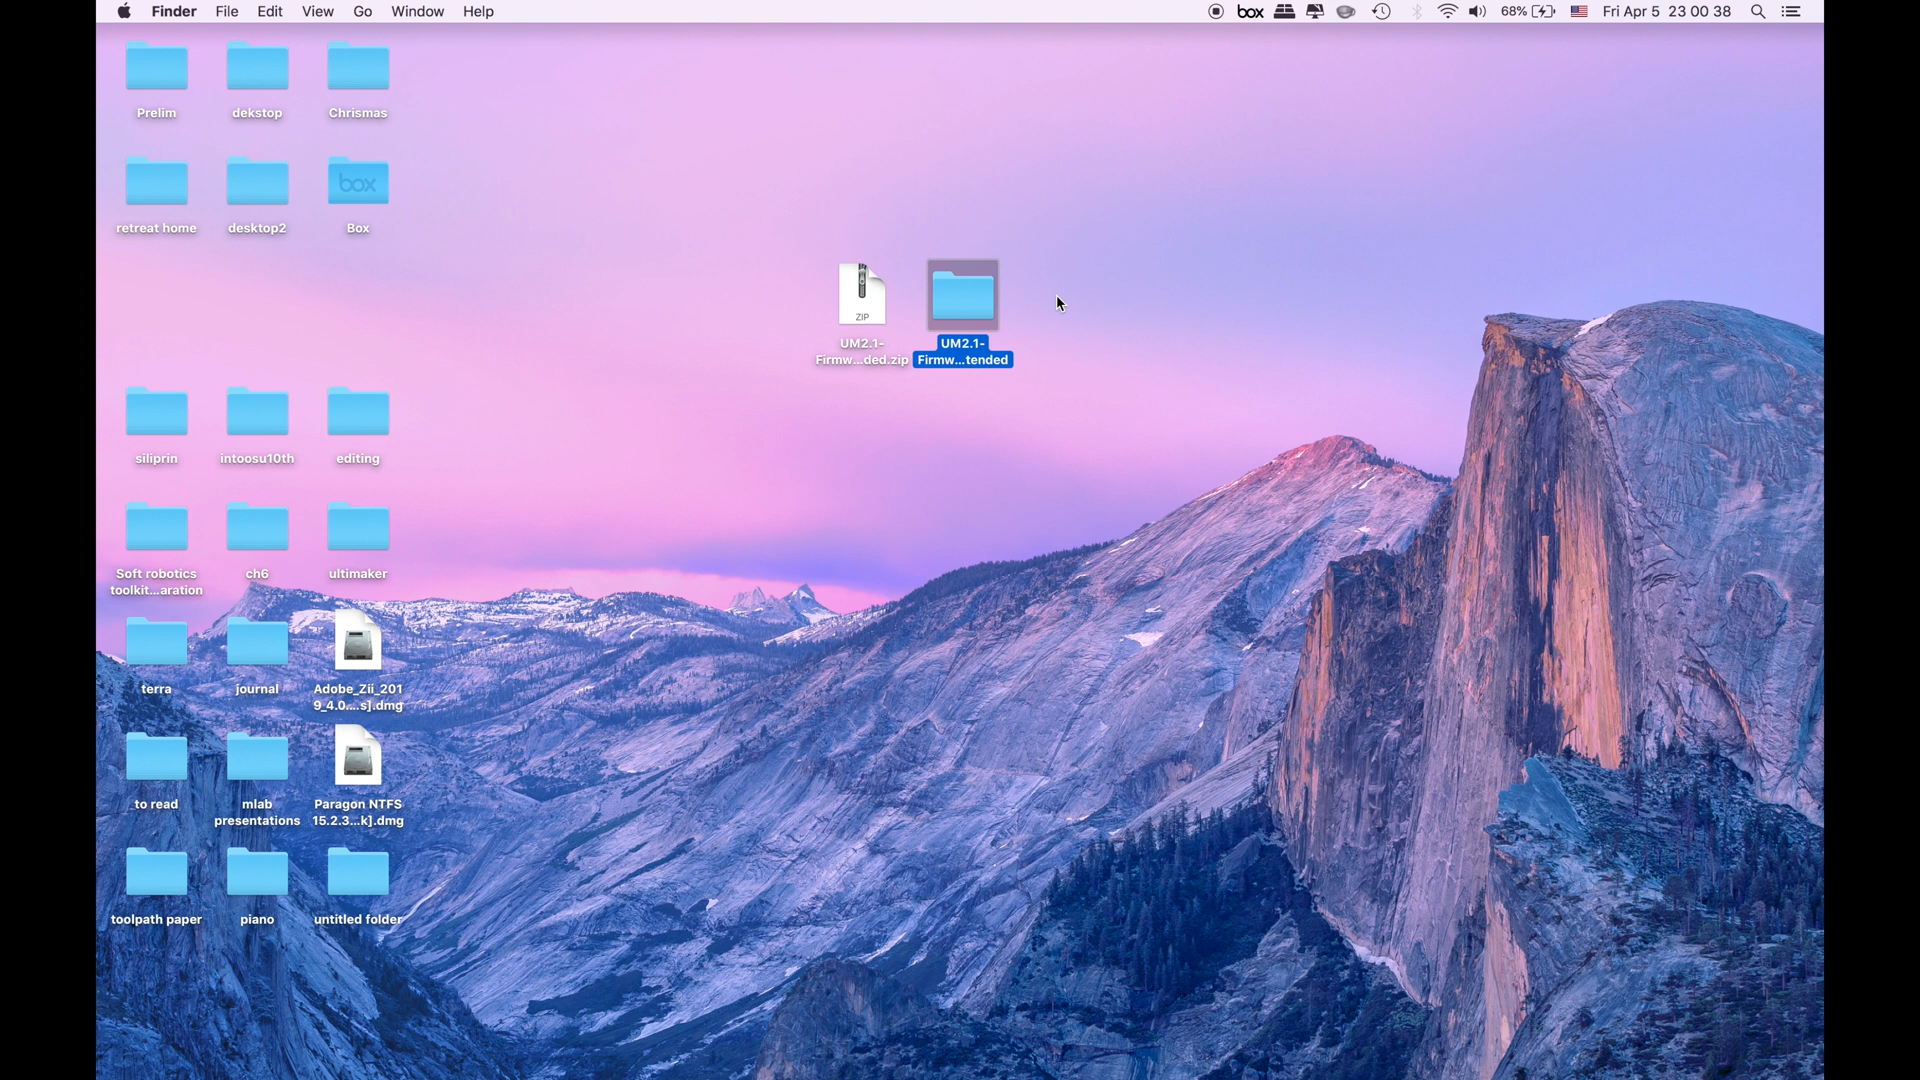 Finder File Edit View Go Window Help
box 68% Fri Apr 5 23 00 38
Prelim
dekstop
Chrismas
retreat home
desktop2
box
Box
ZIP
UM2.1-
Firmw...ded.zip
UM2.1-
Firmw...tended
siliprin
intoosu10th
editing
Soft robotics
toolkit...aration
ch6
ultimaker
terra
journal
Adobe_Zii_201
9_4.0....s].dmg
to read
mlab
presentations
Paragon NTFS
15.2.3...k].dmg
toolpath paper
piano
untitled folder